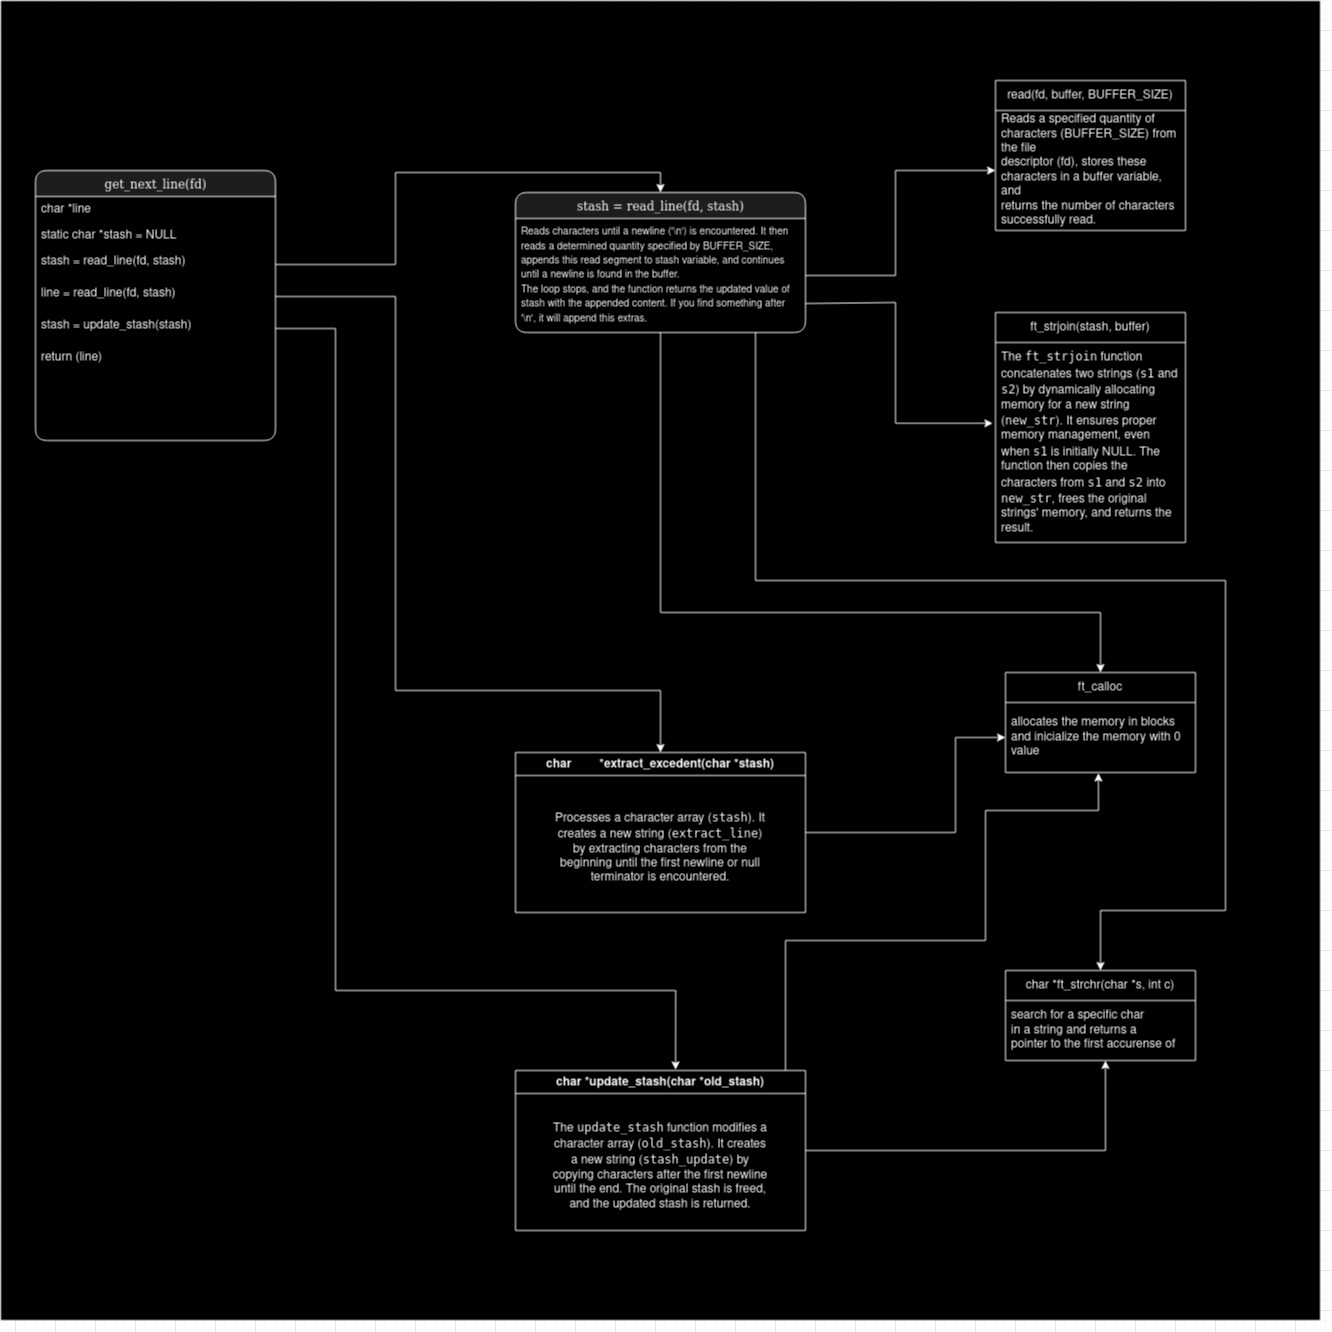 get_next_line(fd)
char *line
static char *stash = NULL
stash = read_line(fd, stash)
line = read_line(fd, stash)
stash = update_stash(stash)
return (line)
stash = read_line(fd, stash)
Reads characters until a newline ('\n') is encountered. It then
reads a determined quantity specified by BUFFER_SIZE,
appends this read segment to stash variable, and continues
until a newline is found in the buffer.
The loop stops, and the function returns the updated value of
stash with the appended content. If you find something after
'\n', it will append this extras.
read(fd, buffer, BUFFER_SIZE)
Reads a specified quantity of
characters (BUFFER_SIZE) from
the file
descriptor (fd), stores these
characters in a buffer variable,
and
returns the number of characters
successfully read.
ft_strjoin(stash, buffer)
The ft_strjoin function
concatenates two strings (s1 and
s2) by dynamically allocating
memory for a new string
(new_str). It ensures proper
memory management, even
when s1 is initially NULL. The
function then copies the
characters from s1 and s2 into
new_str, frees the original
strings' memory, and returns the
result.
ft_calloc
allocates the memory in blocks
and inicialize the memory with 0
value
char *extract_excedent(char *stash)
Processes a character array (stash). It
creates a new string (extract_line)
by extracting characters from the
beginning until the first newline or null
terminator is encountered.
char *ft_strchr(char *s, int c)
search for a specific char
in a string and returns a
pointer to the first accurense of
char *update_stash(char *old_stash)
The update_stash function modifies a
character array (old_stash). It creates
a new string (stash_update) by
copying characters after the first newline
until the end. The original stash is freed,
and the updated stash is returned.